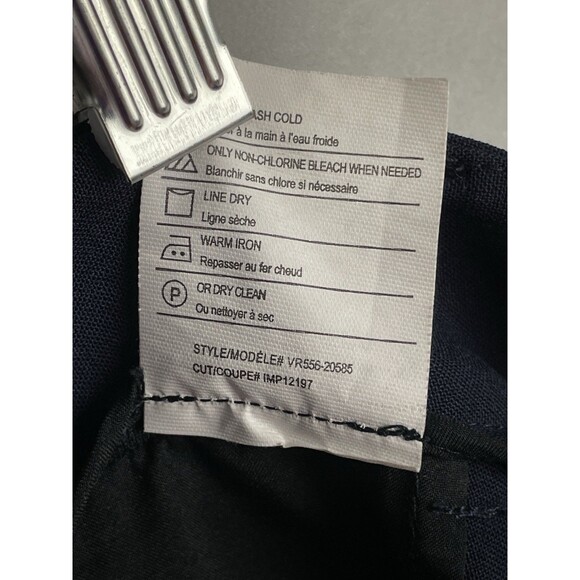 ASH COLD
à la main à l'eau froide
ONLY NON-CHLORINE BLEACH WHEN NEEDED
Blanchir sans chlore si nécessaire
LINE DRY
Ligne sèche
WARM IRON
Repasser au fer chaud
P
OR DRY CLEAN
Ou nettoyer à sec
STYLE/MODÈLE# VR556-20585
CUT/COUPE# IMP12197